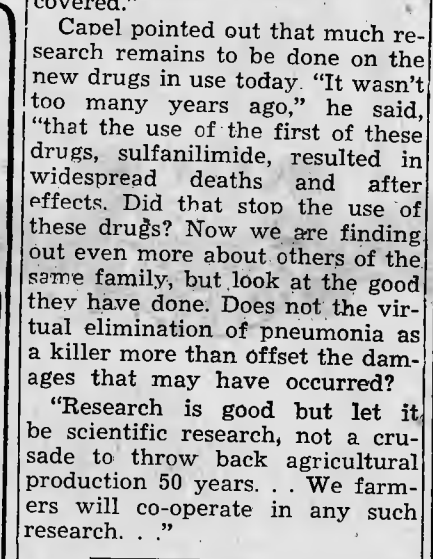 covered."
Capel pointed out that much re-
search remains to be done on the
new drugs in use today. "It wasn't
too many years ago," he said,
"that the use of the first of these
drugs, sulfanilimide, resulted in
widespread deaths and after
effects. Did that stop the use of
these drugs? Now we are finding
out even more about others of the
same family, but look at the good
they have done. Does not the vir-
tual elimination of pneumonia as
a killer more than offset the dam-
ages that may have occurred?
"Research is good but let it
be scientific research, not a cru-
sade to throw back agricultural
production 50 years. . . We farm-
ers will co-operate in any such
research. . ."